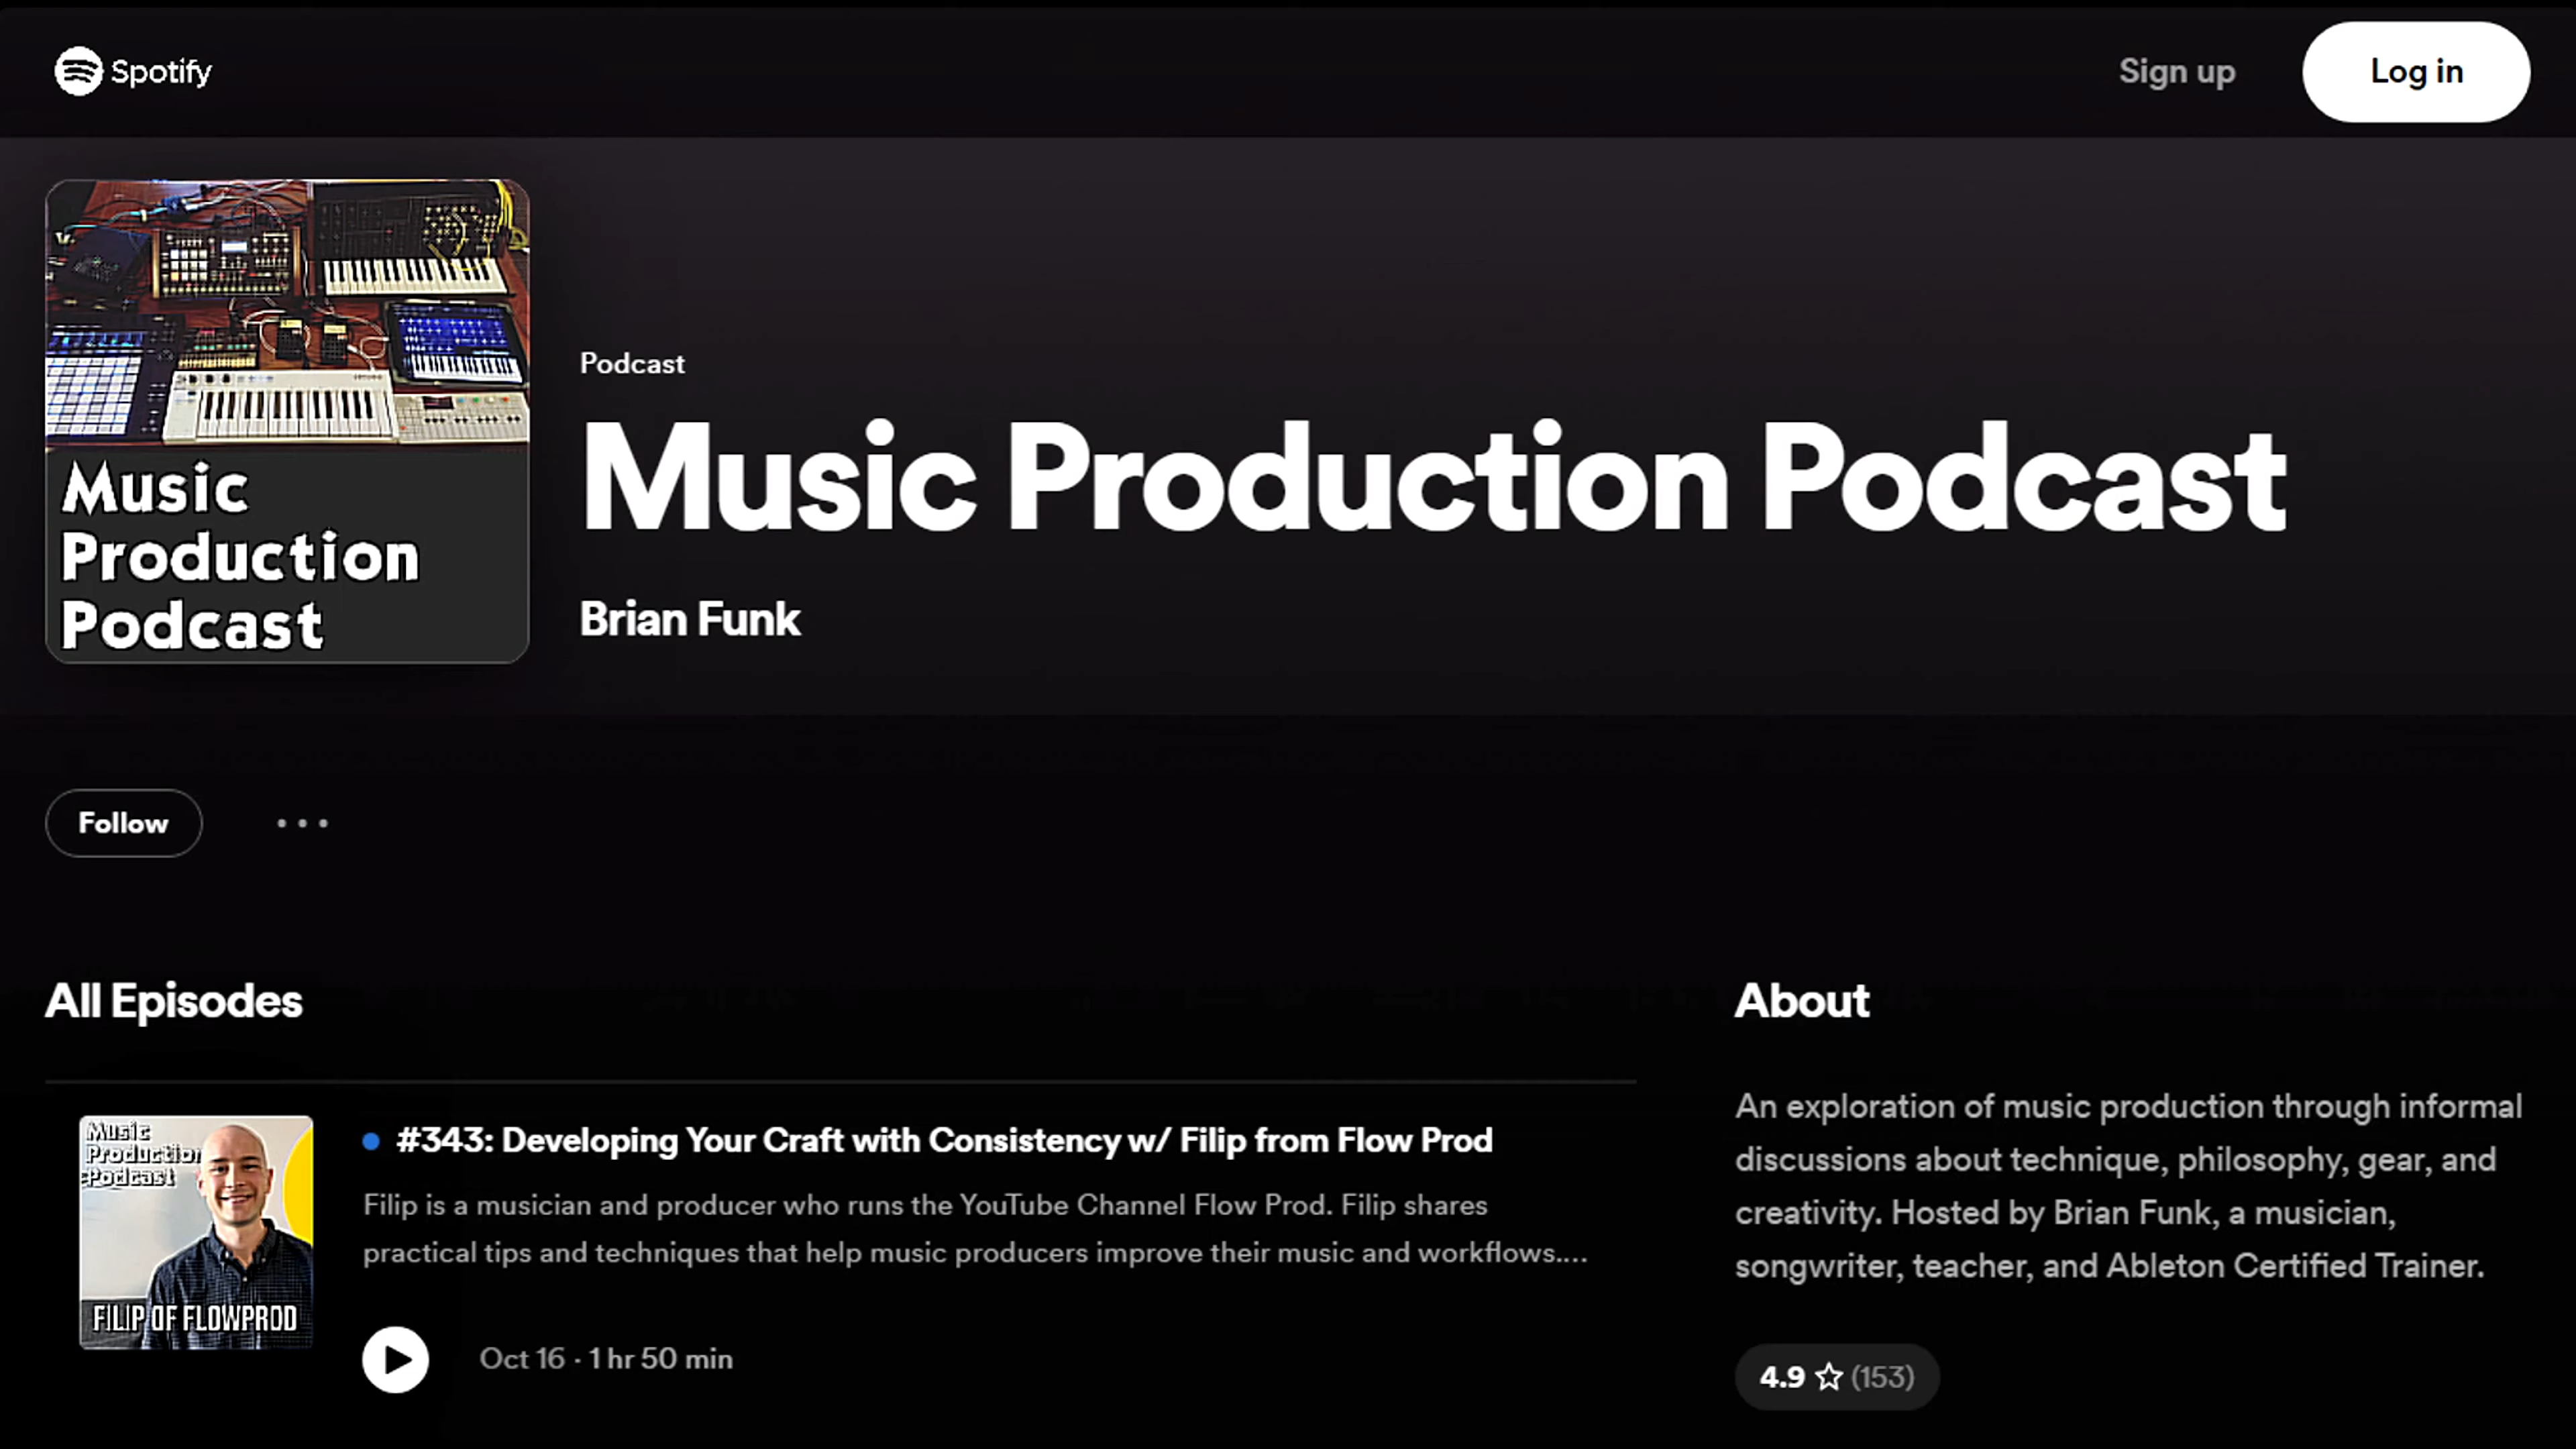 Spotify
Sign up
Log in
Music
Production
Podcast
Podcast
Music Production Podcast
Brian Funk
Follow
All Episodes
Music
Production
Podcast
FILIP OF FLOWPROD
#343: Developing Your Craft with Consistency w/ Filip from Flow Prod
Filip is a musician and producer who runs the YouTube Channel Flow Prod. Filip shares
practical tips and techniques that help music producers improve their music and workflows....
Oct 16 · 1 hr 50 min
About
An exploration of music production through informal
discussions about technique, philosophy, gear, and
creativity. Hosted by Brian Funk, a musician,
songwriter, teacher, and Ableton Certified Trainer.
4.9 ☆ (153)